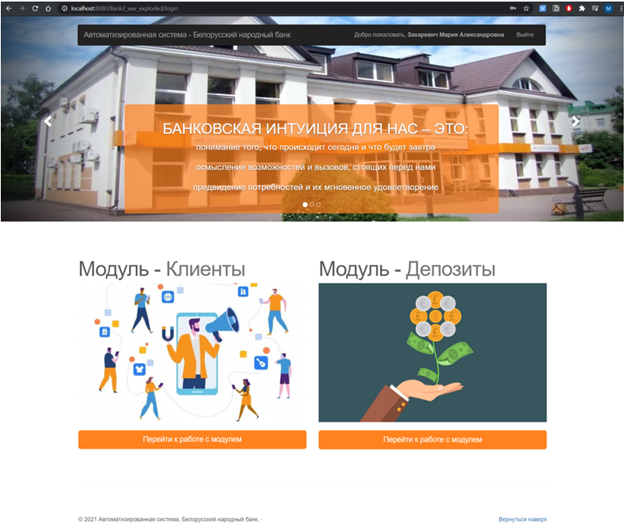 localhost:8080/Bank2_war_exploded/login
Автоматизированная система - Белорусский народный банк
Добро пожаловать, Захаревич Мария Александровна
Выйти
БАНКОВСКАЯ ИНТУИЦИЯ ДЛЯ НАС – ЭТО:
понимание того, что происходит сегодня и что будет завтра
осмысление возможностей и вызовов, стоящих перед нами
предвидение потребностей и их мгновенное удовлетворение
Модуль - Клиенты
Модуль - Депозиты
Перейти к работе с модулем
Перейти к работе с модулем
© 2021 Автоматизированная система, Белорусский народный банк. ·
Вернуться наверх